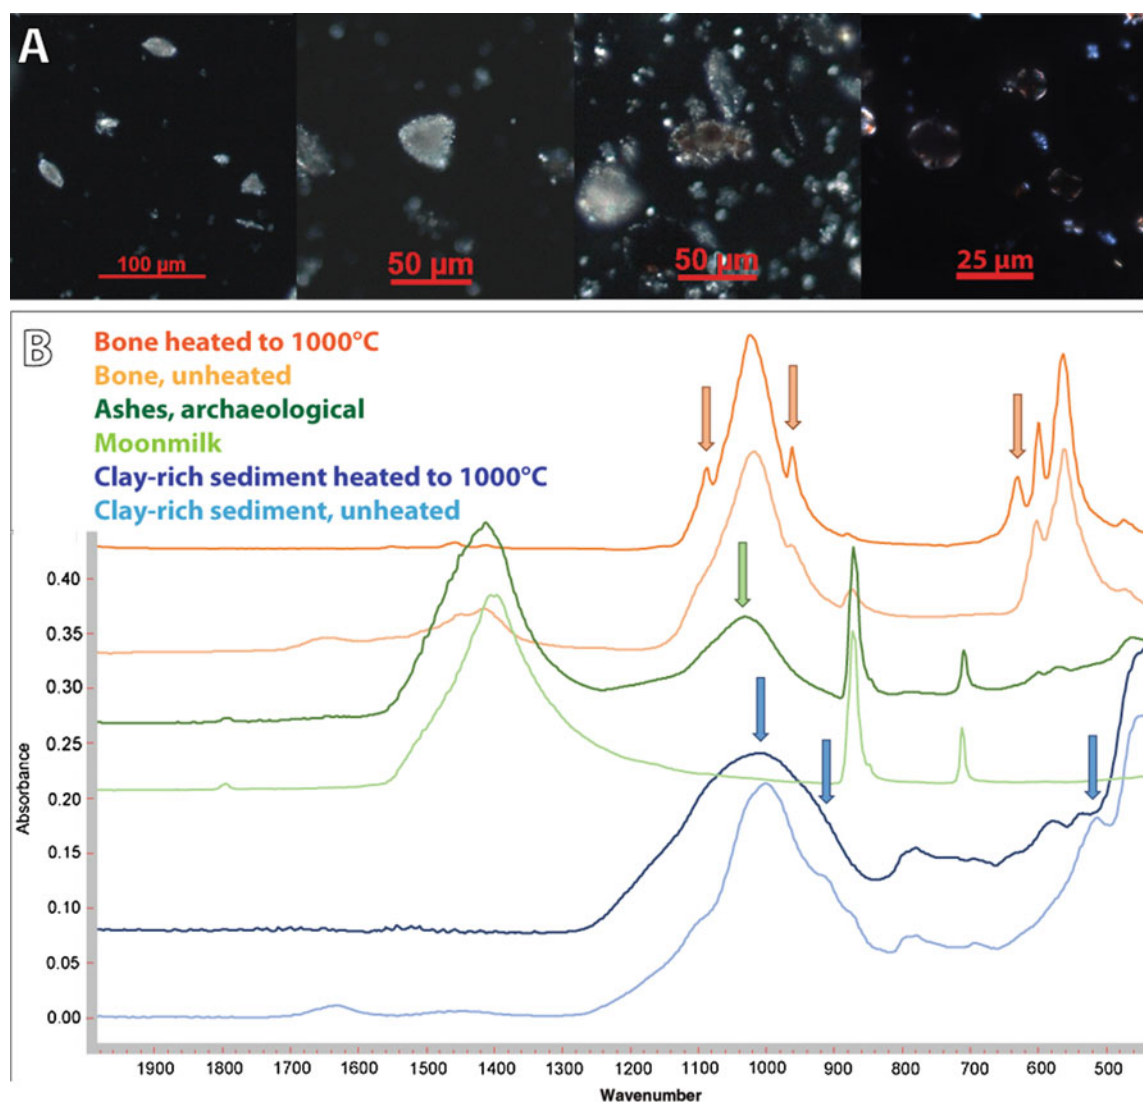 A
100 µm
50 µm
50 µm
25 µm
B
Bone heated to 1000°C
Bone, unheated
Ashes, archaeological
Moonmilk
Clay-rich sediment heated to 1000°C
Clay-rich sediment, unheated
0.40
0.35
0.30
0.25
0.20
0.15
0.10
0.05
0.00
Absorbance
1900 1800 1700 1600 1500 1400 1300 1200 1100 1000 900 800 700 600 500
Wavenumber